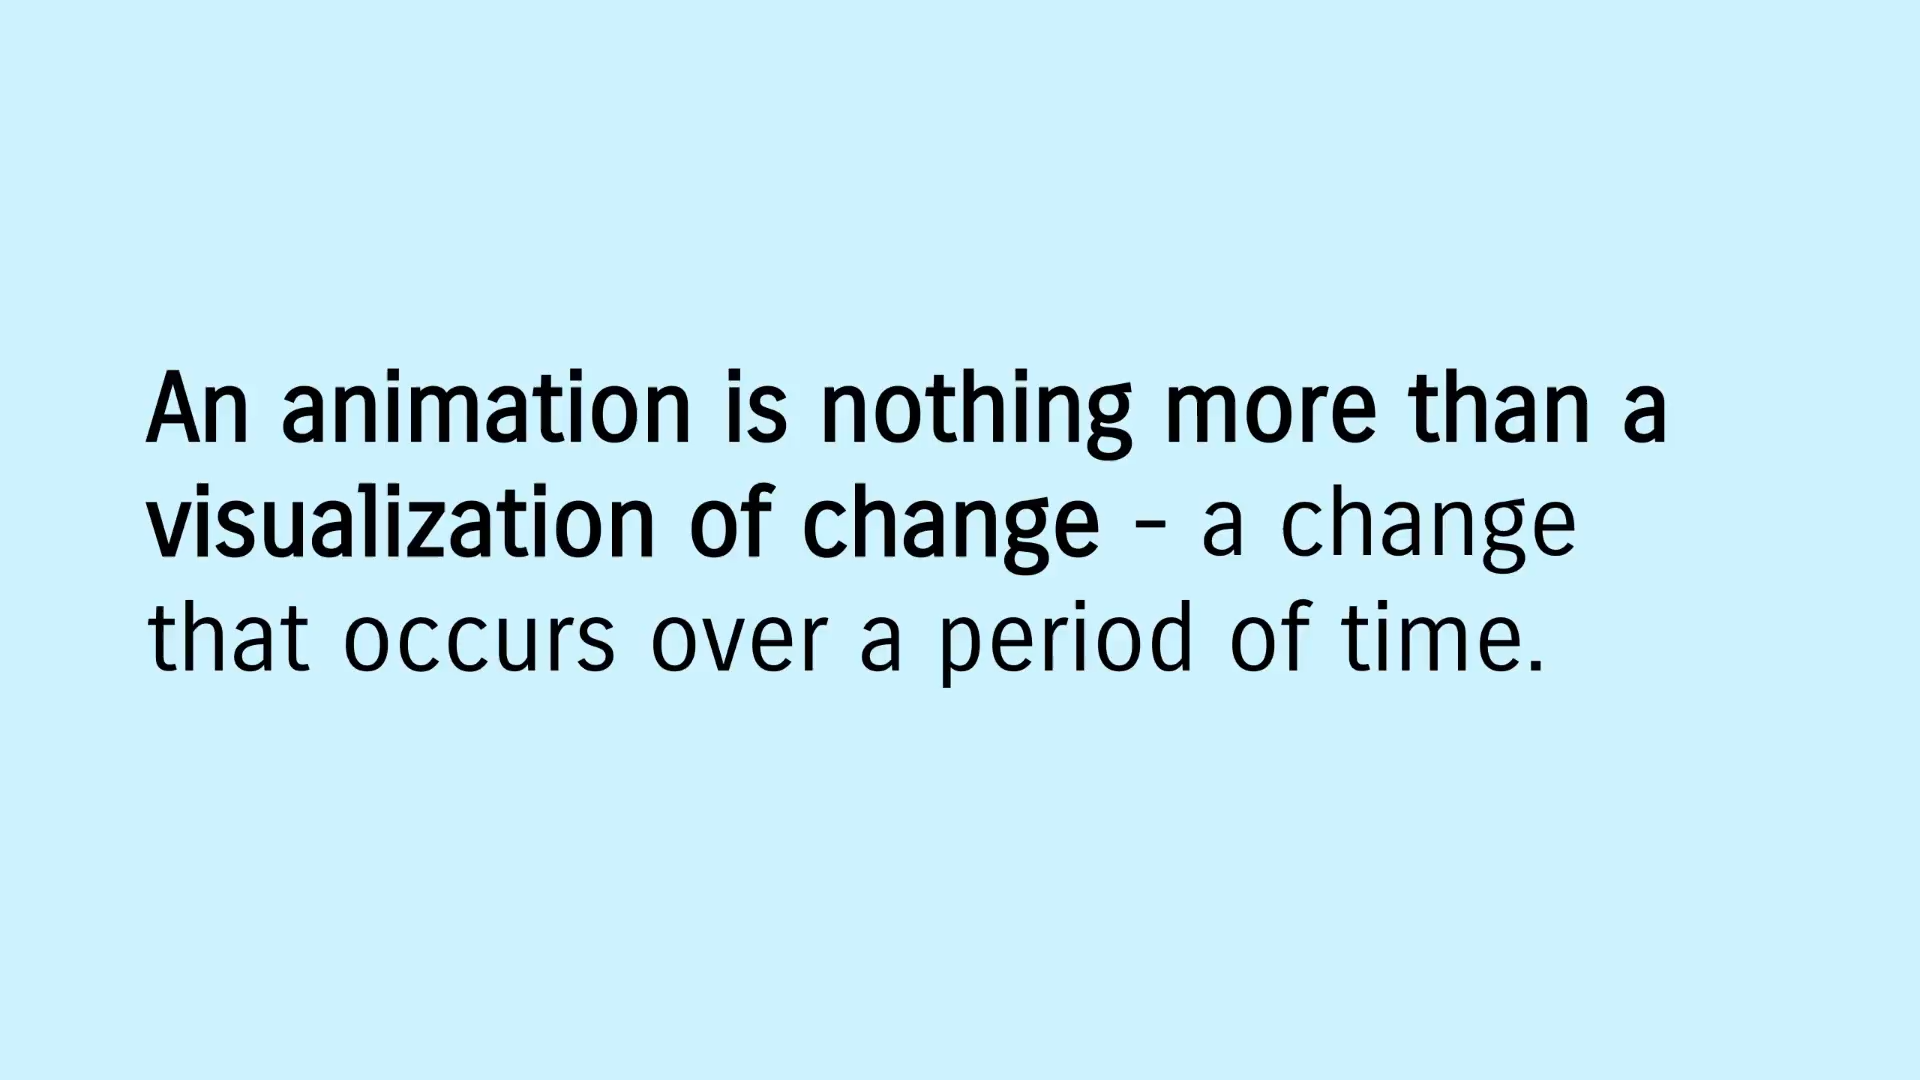 An animation is nothing more than a
visualization of change – a change
that occurs over a period of time.